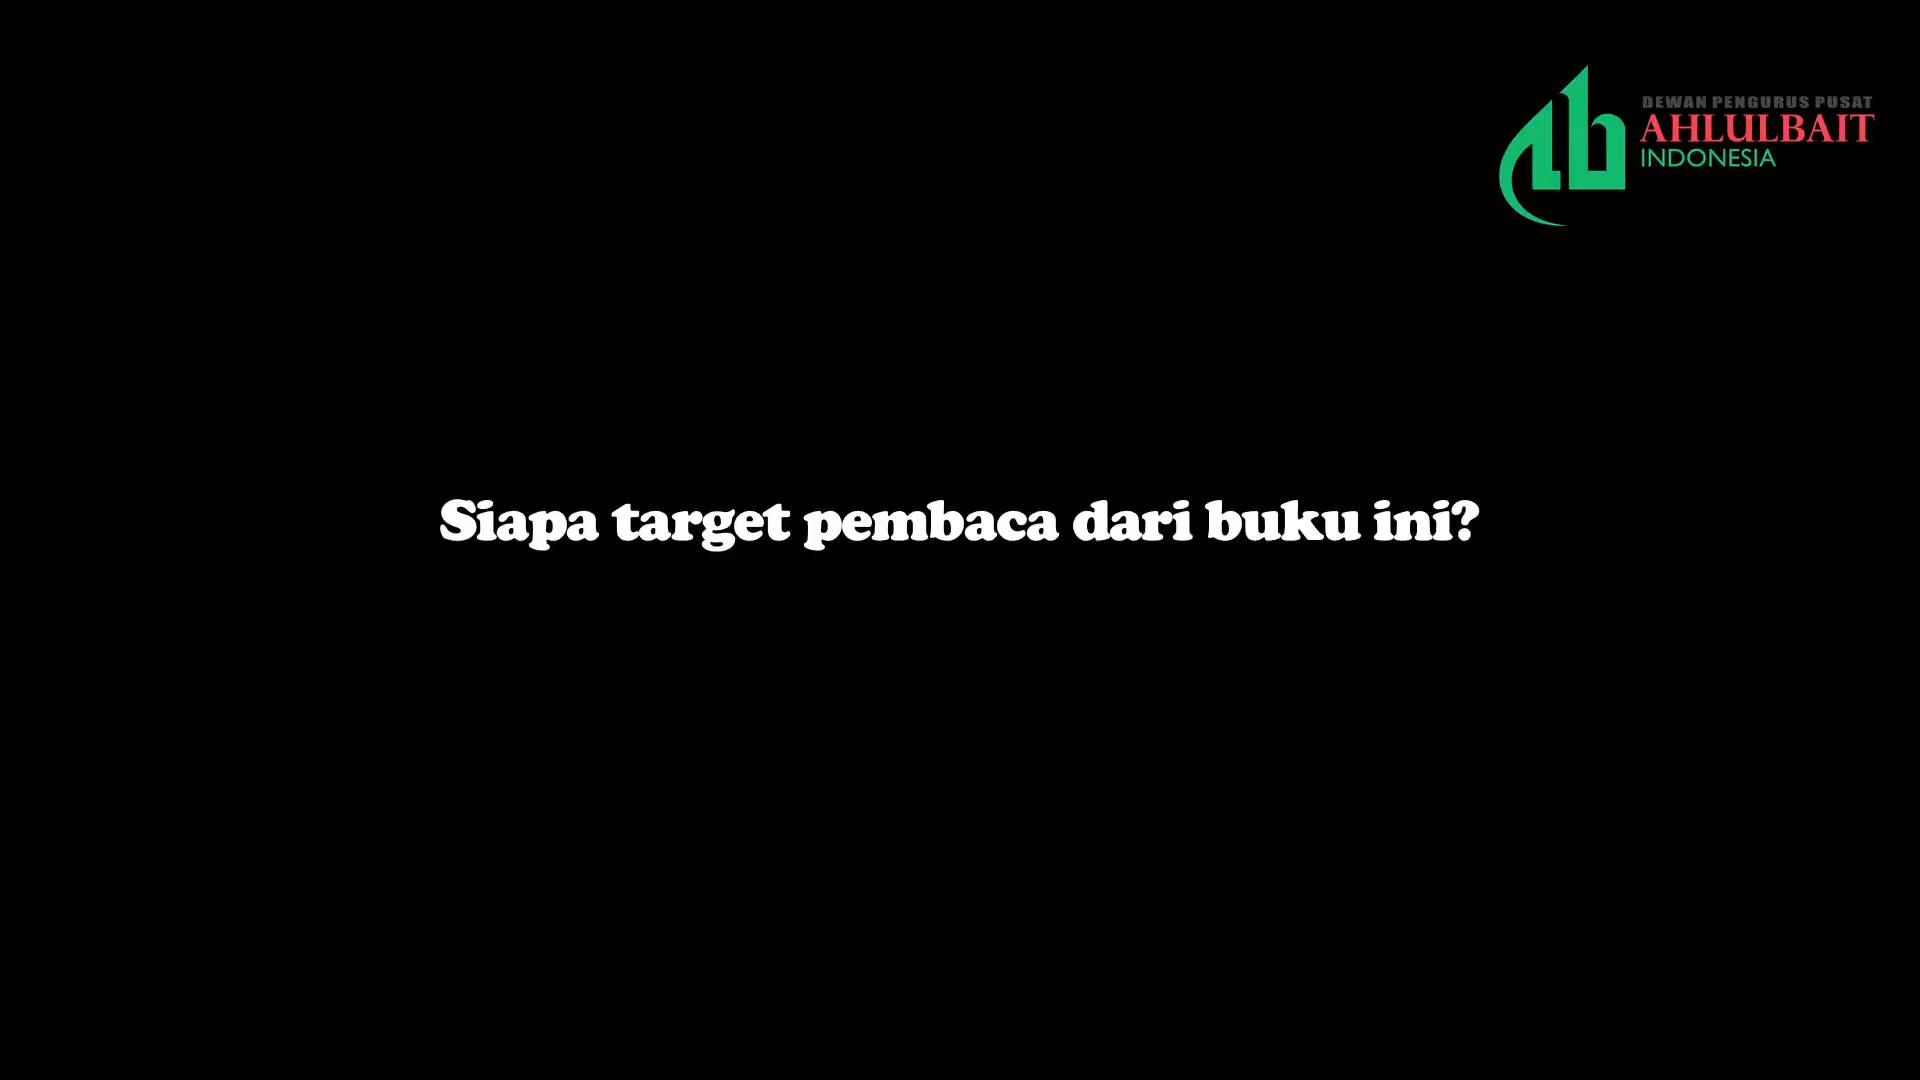 DEWAN PENGURUS PUSAT
AHLULBAIT
INDONESIA
Siapa target pembaca dari buku ini?